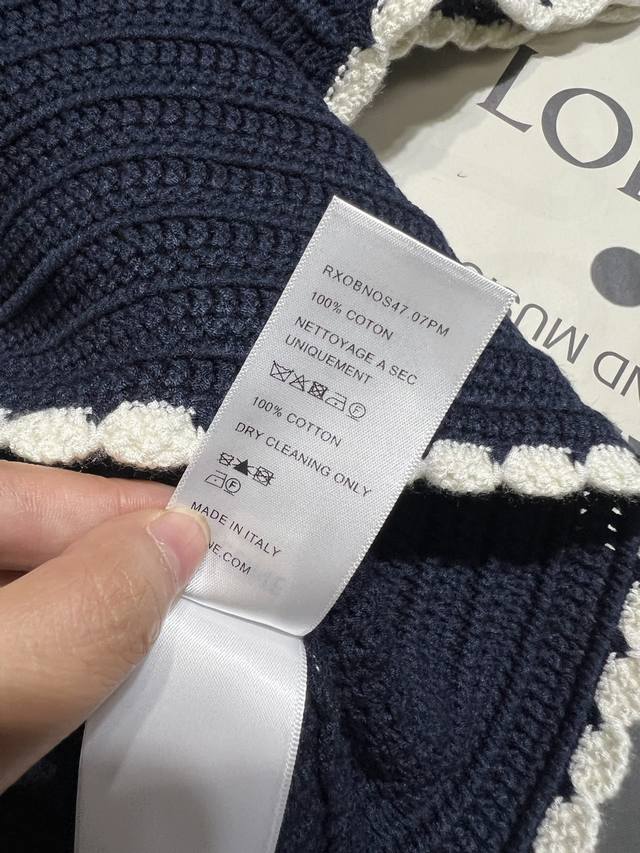 RXOBNOS47.07PM
100% COTON
NETTOYAGE A SEC
UNIQUEMENT
100% COTTON
DRY CLEANING ONLY
MADE IN ITALY
NE.COM
LO
ND MUS